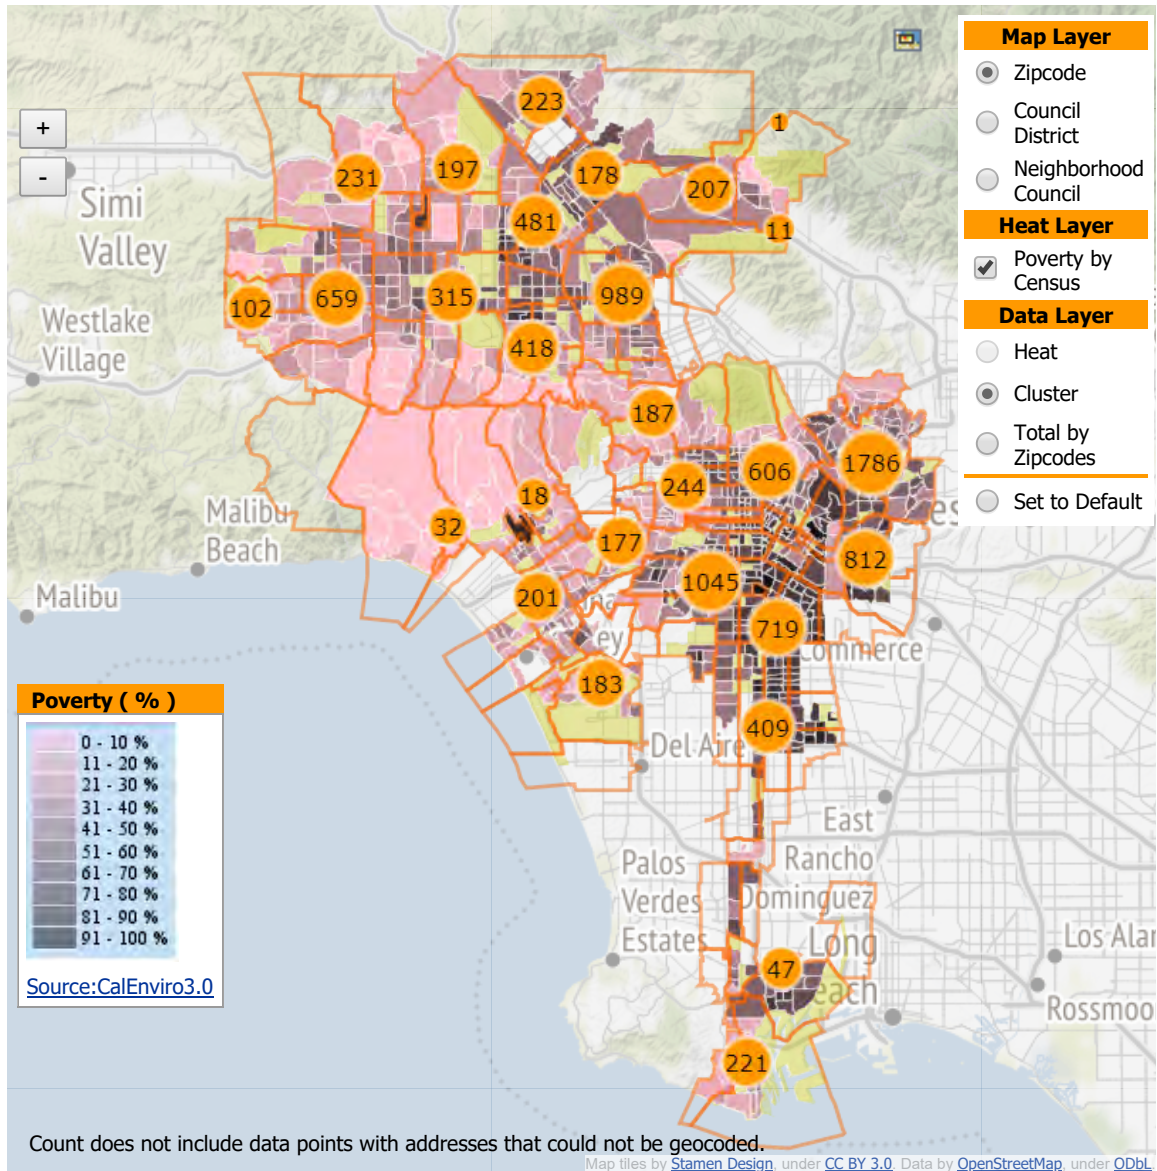 Map Layer
Zipcode
Council
District
Neighborhood
Council
Heat Layer
Poverty by
Census
Data Layer
Heat
Cluster
Total by
Zipcodes
Set to Default
+
-
Simi
Valley
Westlake
Village
Malibu
Beach
Malibu
223
1
231
197
178
207
481
11
102
659
315
989
418
187
244
606
1786
18
32
177
812
201
1045
719
Commerce
183
409
Del Aire
East
Rancho
Dominguez
Palos
Verdes
Estates
Long
Los Alar
47
Rossmoo
221
Poverty ( % )
0 - 10 %
11 - 20 %
21 - 30 %
31 - 40 %
41 - 50 %
51 - 60 %
61 - 70 %
71 - 80 %
81 - 90 %
91 - 100 %
Source:CalEnviro3.0
Count does not include data points with addresses that could not be geocoded.
Map tiles by Stamen Design, under CC BY 3.0. Data by OpenStreetMap, under ODbL